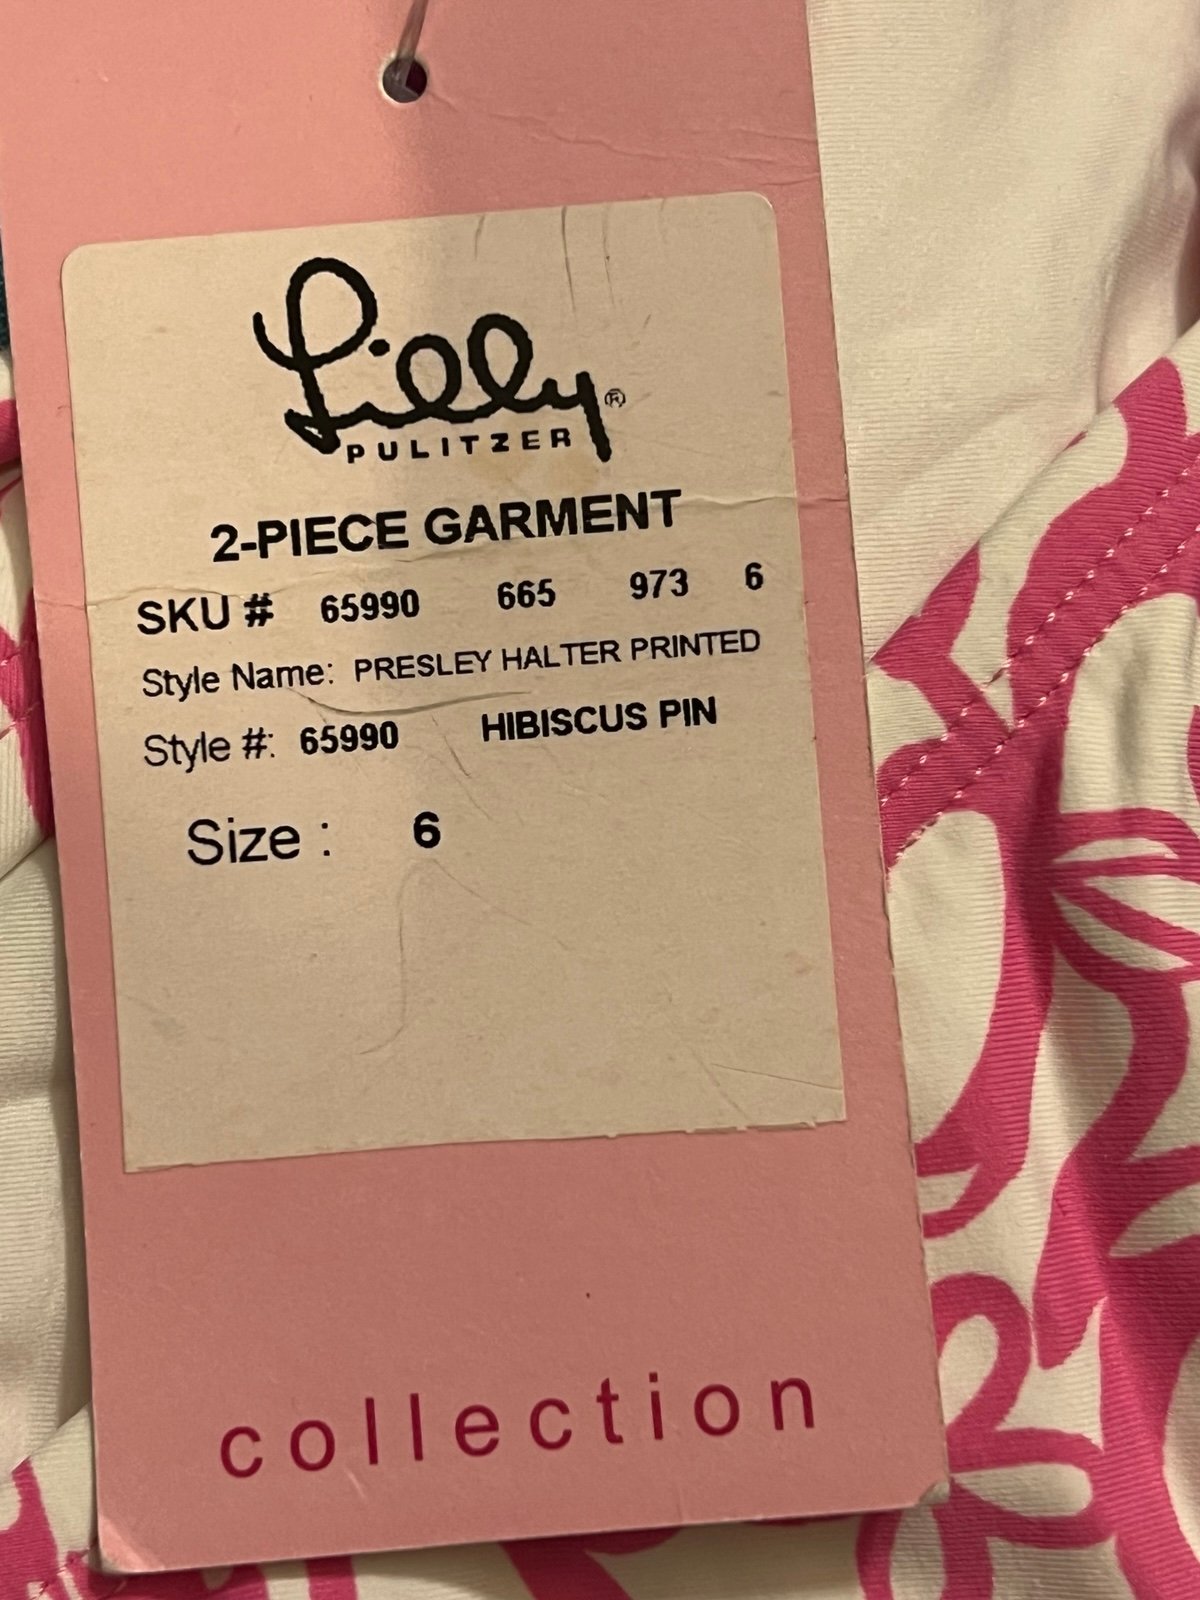 Lilly®
PULITZER
2-PIECE GARMENT
SKU # 65990 665 973 6
Style Name: PRESLEY HALTER PRINTED
Style #: 65990 HIBISCUS PIN
Size : 6
collection